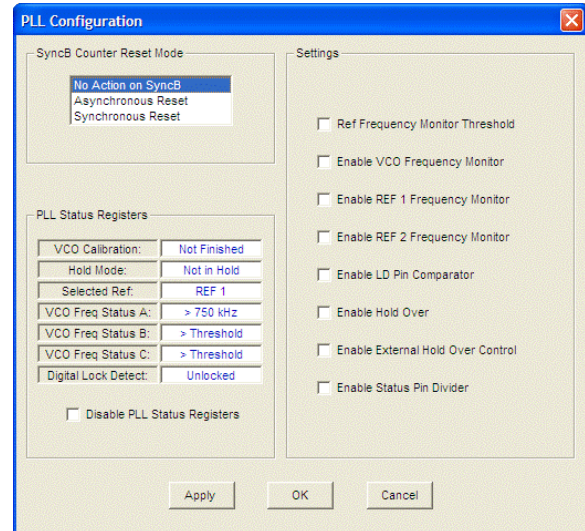 PLL Configuration
SyncB Counter Reset Mode
No Action on SyncB
Asynchronous Reset
Synchronous Reset
PLL Status Registers
VCO Calibration: Not Finished
Hold Mode: Not in Hold
Selected Ref: REF 1
VCO Freq Status A: > 750 kHz
VCO Freq Status B: > Threshold
VCO Freq Status C: > Threshold
Digital Lock Detect: Unlocked
Disable PLL Status Registers
Settings
Ref Frequency Monitor Threshold
Enable VCO Frequency Monitor
Enable REF 1 Frequency Monitor
Enable REF 2 Frequency Monitor
Enable LD Pin Comparator
Enable Hold Over
Enable External Hold Over Control
Enable Status Pin Divider
Apply
OK
Cancel